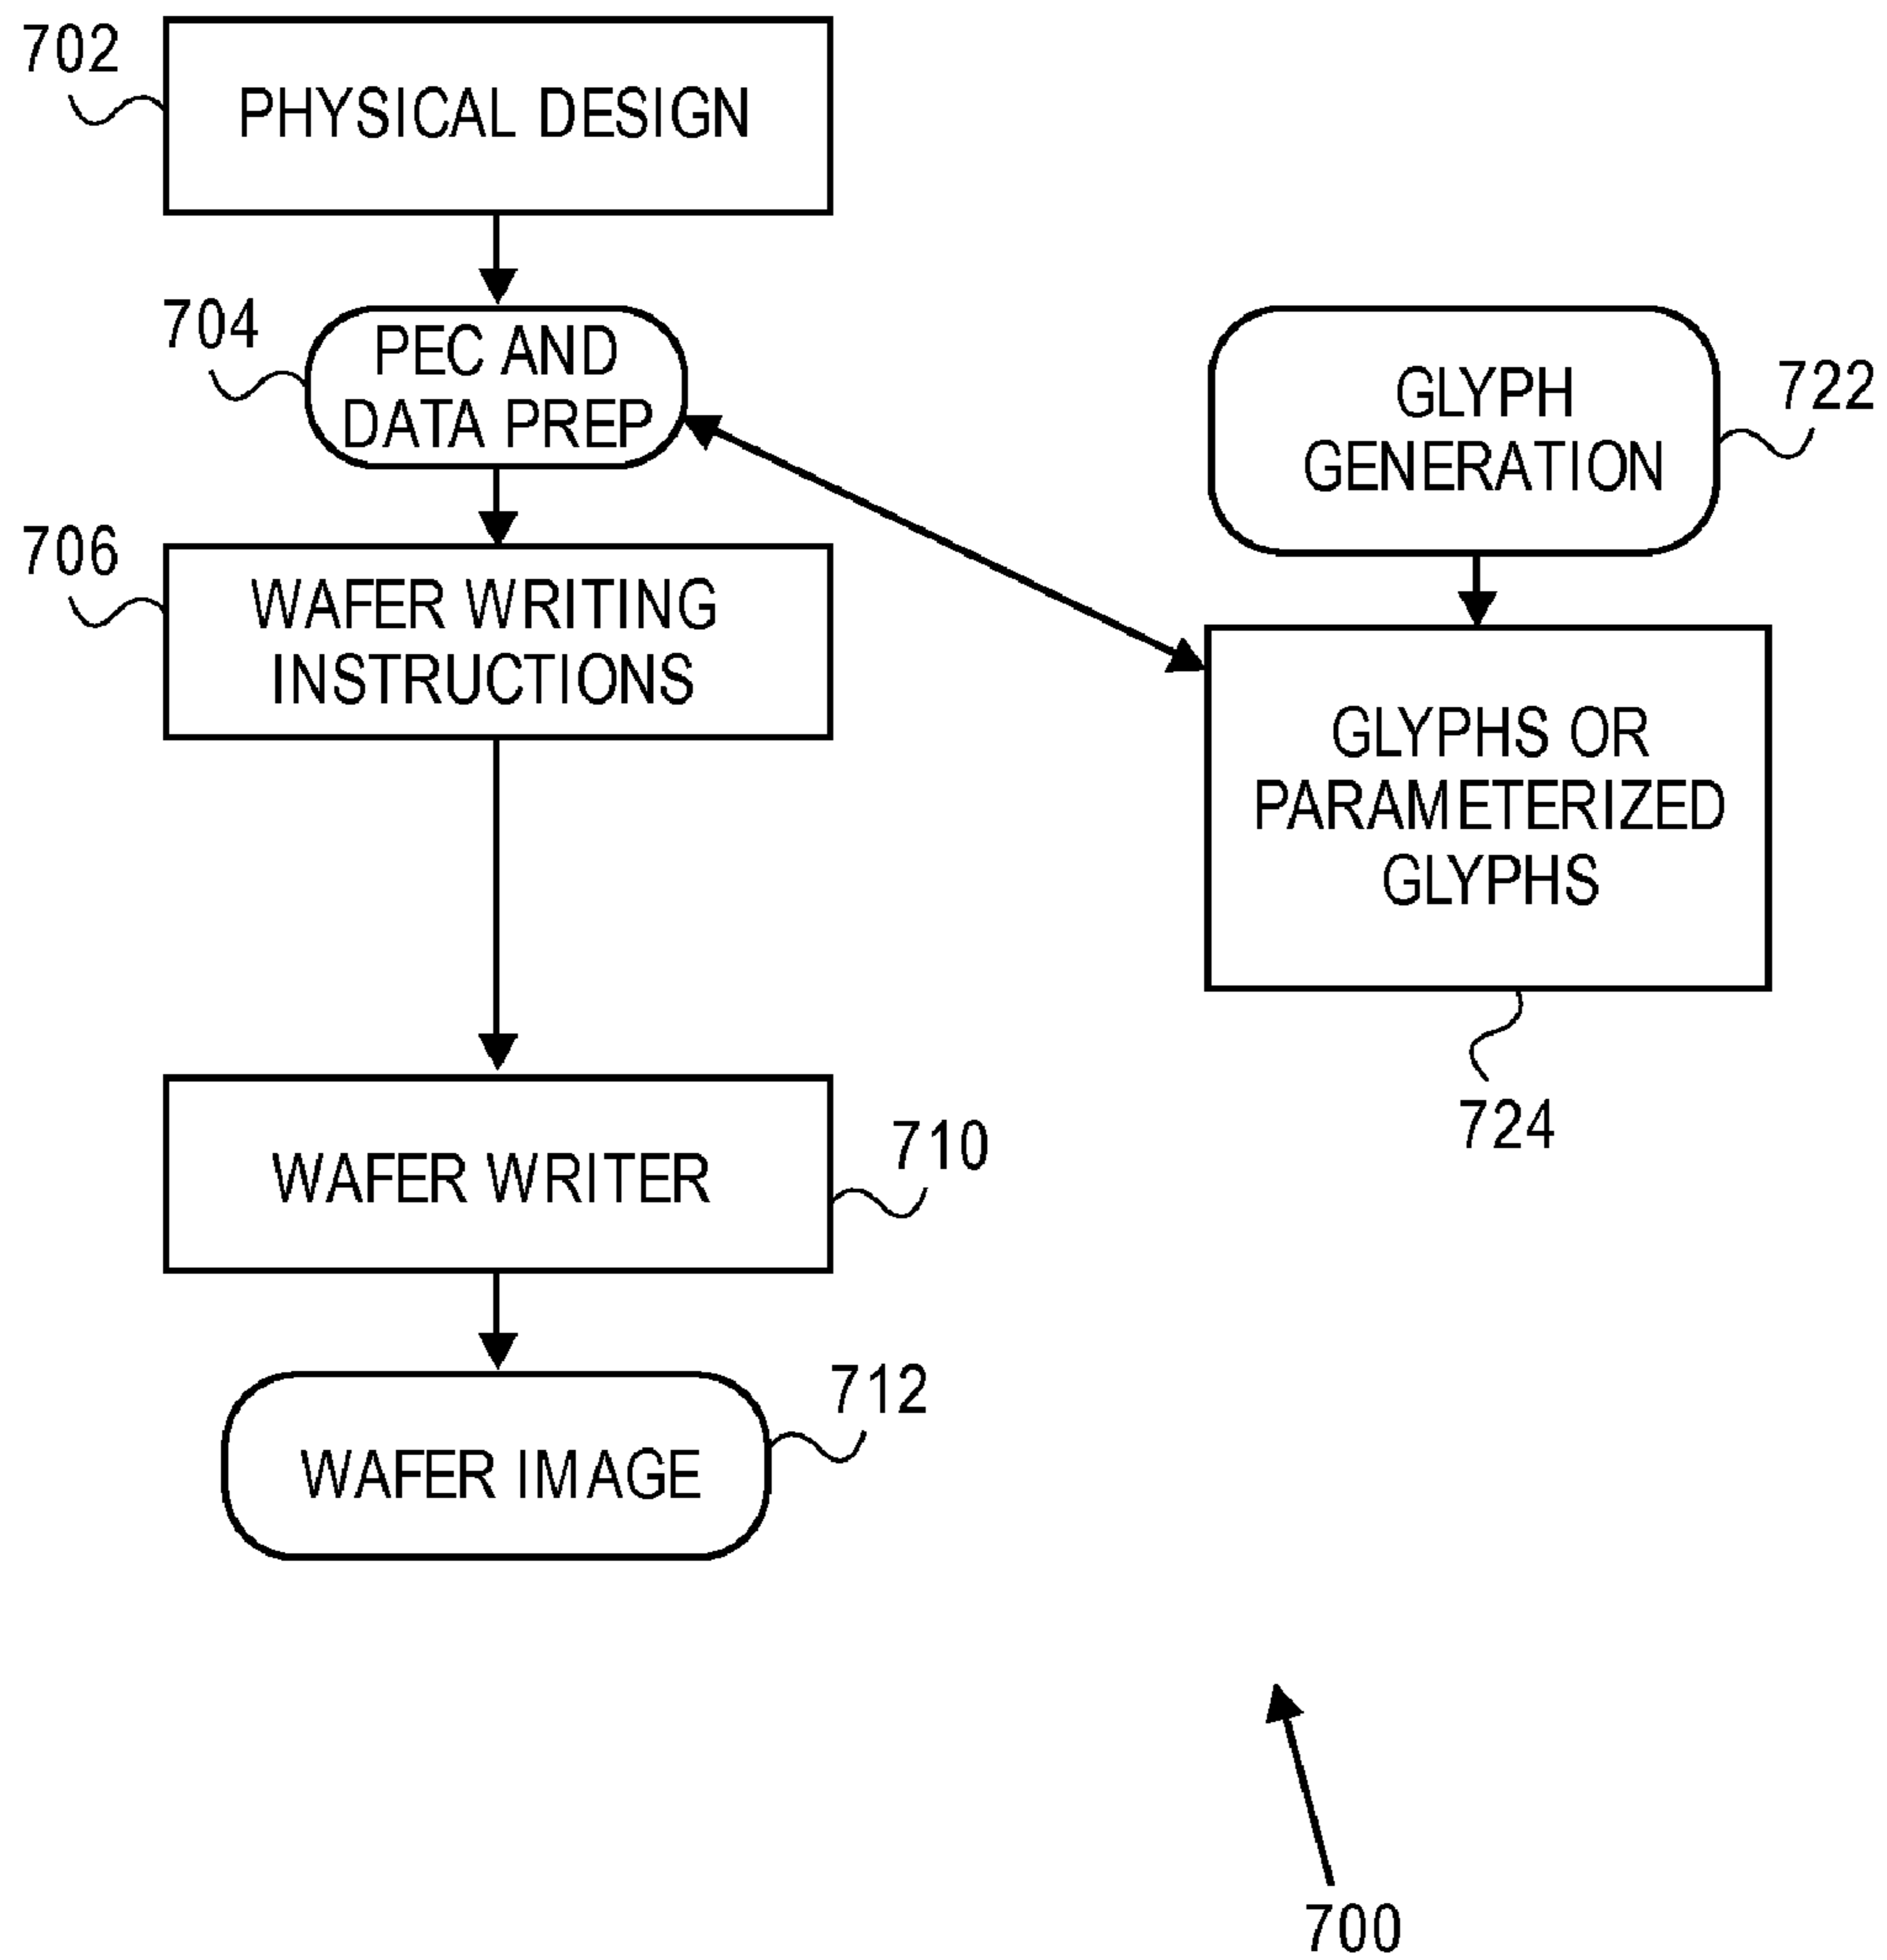 702
PHYSICAL DESIGN
704
PEC AND
DATA PREP
706
WAFER WRITING
INSTRUCTIONS
710
WAFER WRITER
712
WAFER IMAGE
722
GLYPH
GENERATION
GLYPHS OR
PARAMETERIZED
GLYPHS
724
700